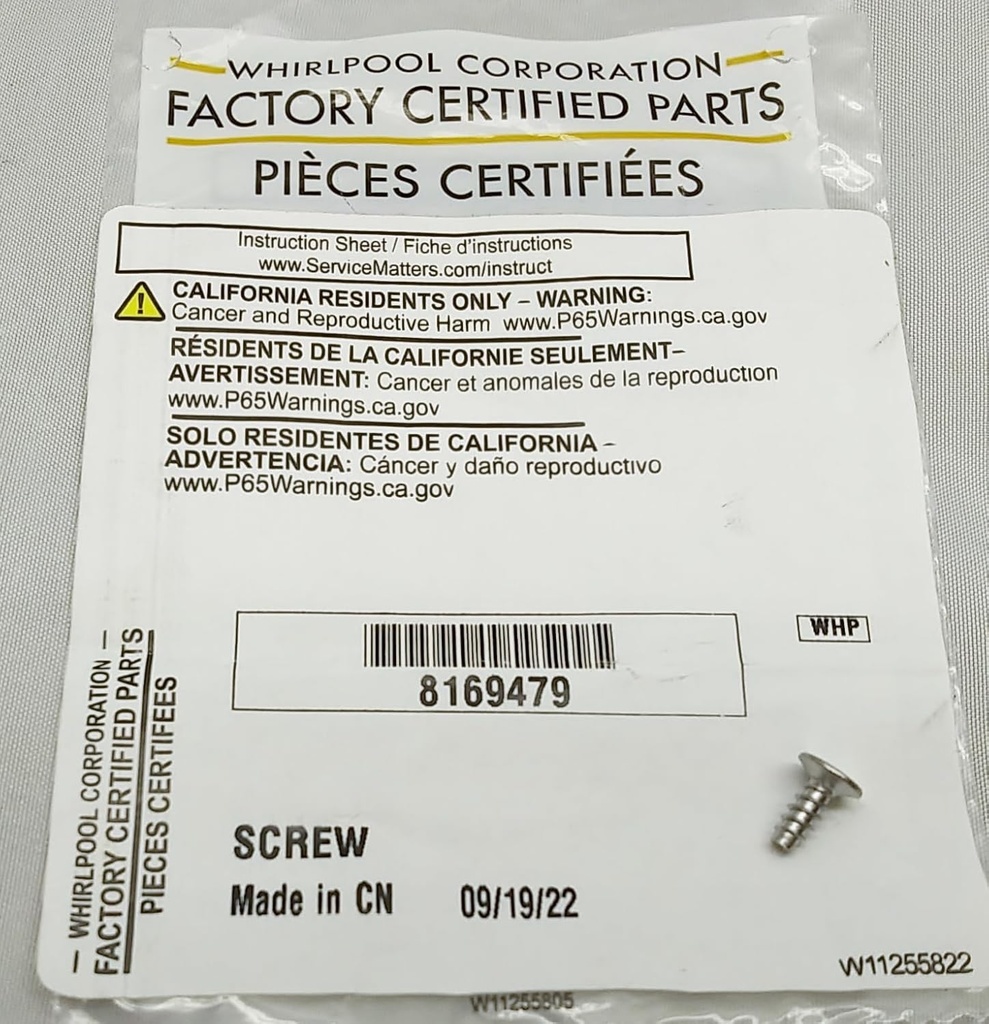 WHIRLPOOL CORPORATION
FACTORY CERTIFIED PARTS
PIÈCES CERTIFIÉES
Instruction Sheet / Fiche d'instructions
www.ServiceMatters.com/instruct
CALIFORNIA RESIDENTS ONLY – WARNING:
Cancer and Reproductive Harm www.P65Warnings.ca.gov
RÉSIDENTS DE LA CALIFORNIE SEULEMENT–
AVERTISSEMENT: Cancer et anomales de la reproduction
www.P65Warnings.ca.gov
SOLO RESIDENTES DE CALIFORNIA –
ADVERTENCIA: Cáncer y daño reproductivo
www.P65Warnings.ca.gov
WHP
8169479
— WHIRLPOOL CORPORATION —
FACTORY CERTIFIED PARTS
PIECES CERTIFEES
SCREW
Made in CN 09/19/22
W11255822
W11255805